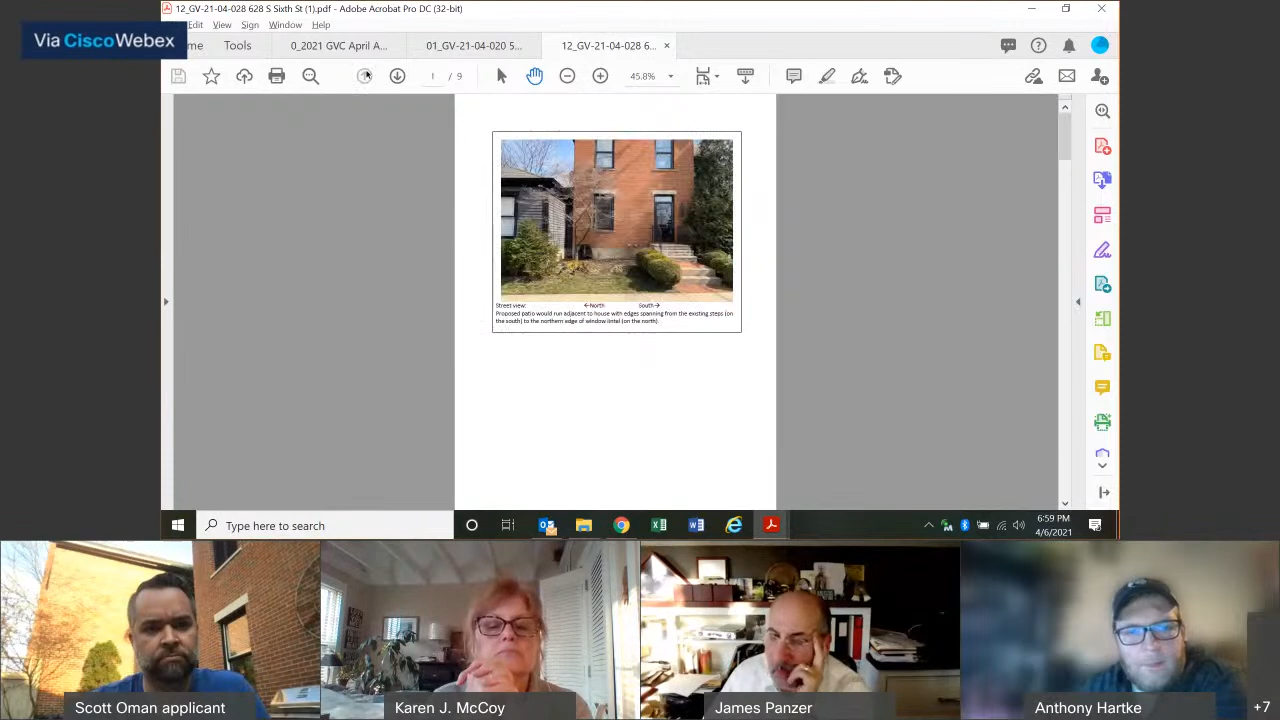 12_GV-21-04-028 628 S Sixth St (1).pdf - Adobe Acrobat Pro DC (32-bit)
Via CiscoWebex
Edit View Sign Window Help
me Tools 0_2021 GVC April A... 01_GV-21-04-020 5... 12_GV-21-04-028 6... ×
1 / 9 45.8%
Street view: ←North South→
Proposed patio would run adjacent to house with edges spanning from the existing steps (on
the south) to the northern edge of window lintel (on the north).
Type here to search
6:59 PM
4/6/2021
Scott Oman applicant
Karen J. McCoy
James Panzer
Anthony Hartke
+7